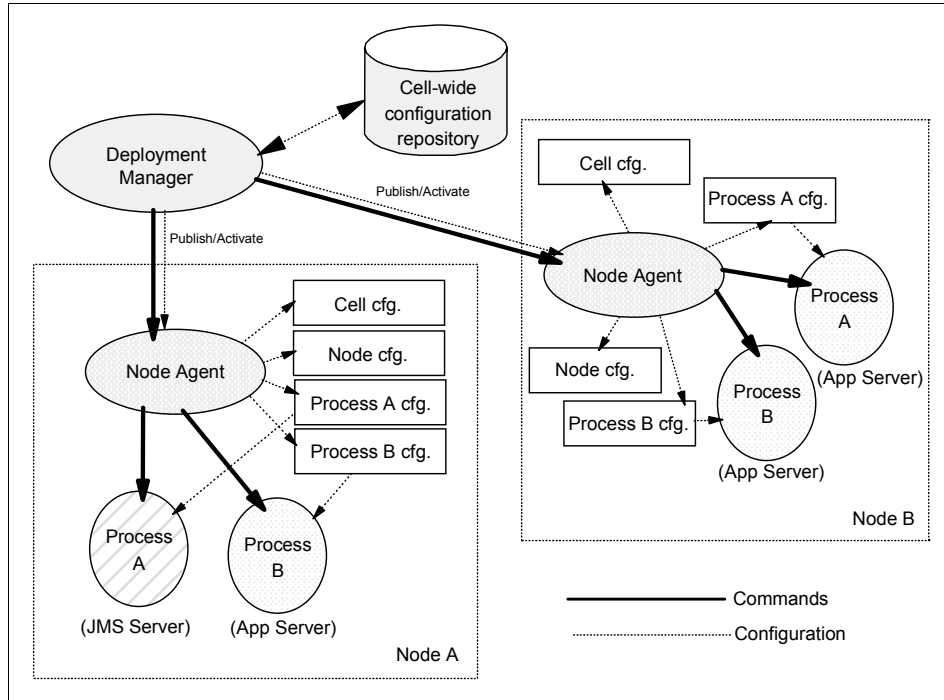 Cell-wide
configuration
repository
Deployment
Manager
Publish/Activate
Publish/Activate
Cell cfg.
Process A cfg.
Node Agent
Process
A
(App Server)
Node cfg.
Process B cfg.
Process
B
(App Server)
Node B
Cell cfg.
Node cfg.
Process A cfg.
Process B cfg.
Node Agent
Process
A
(JMS Server)
Process
B
(App Server)
Node A
Commands
Configuration